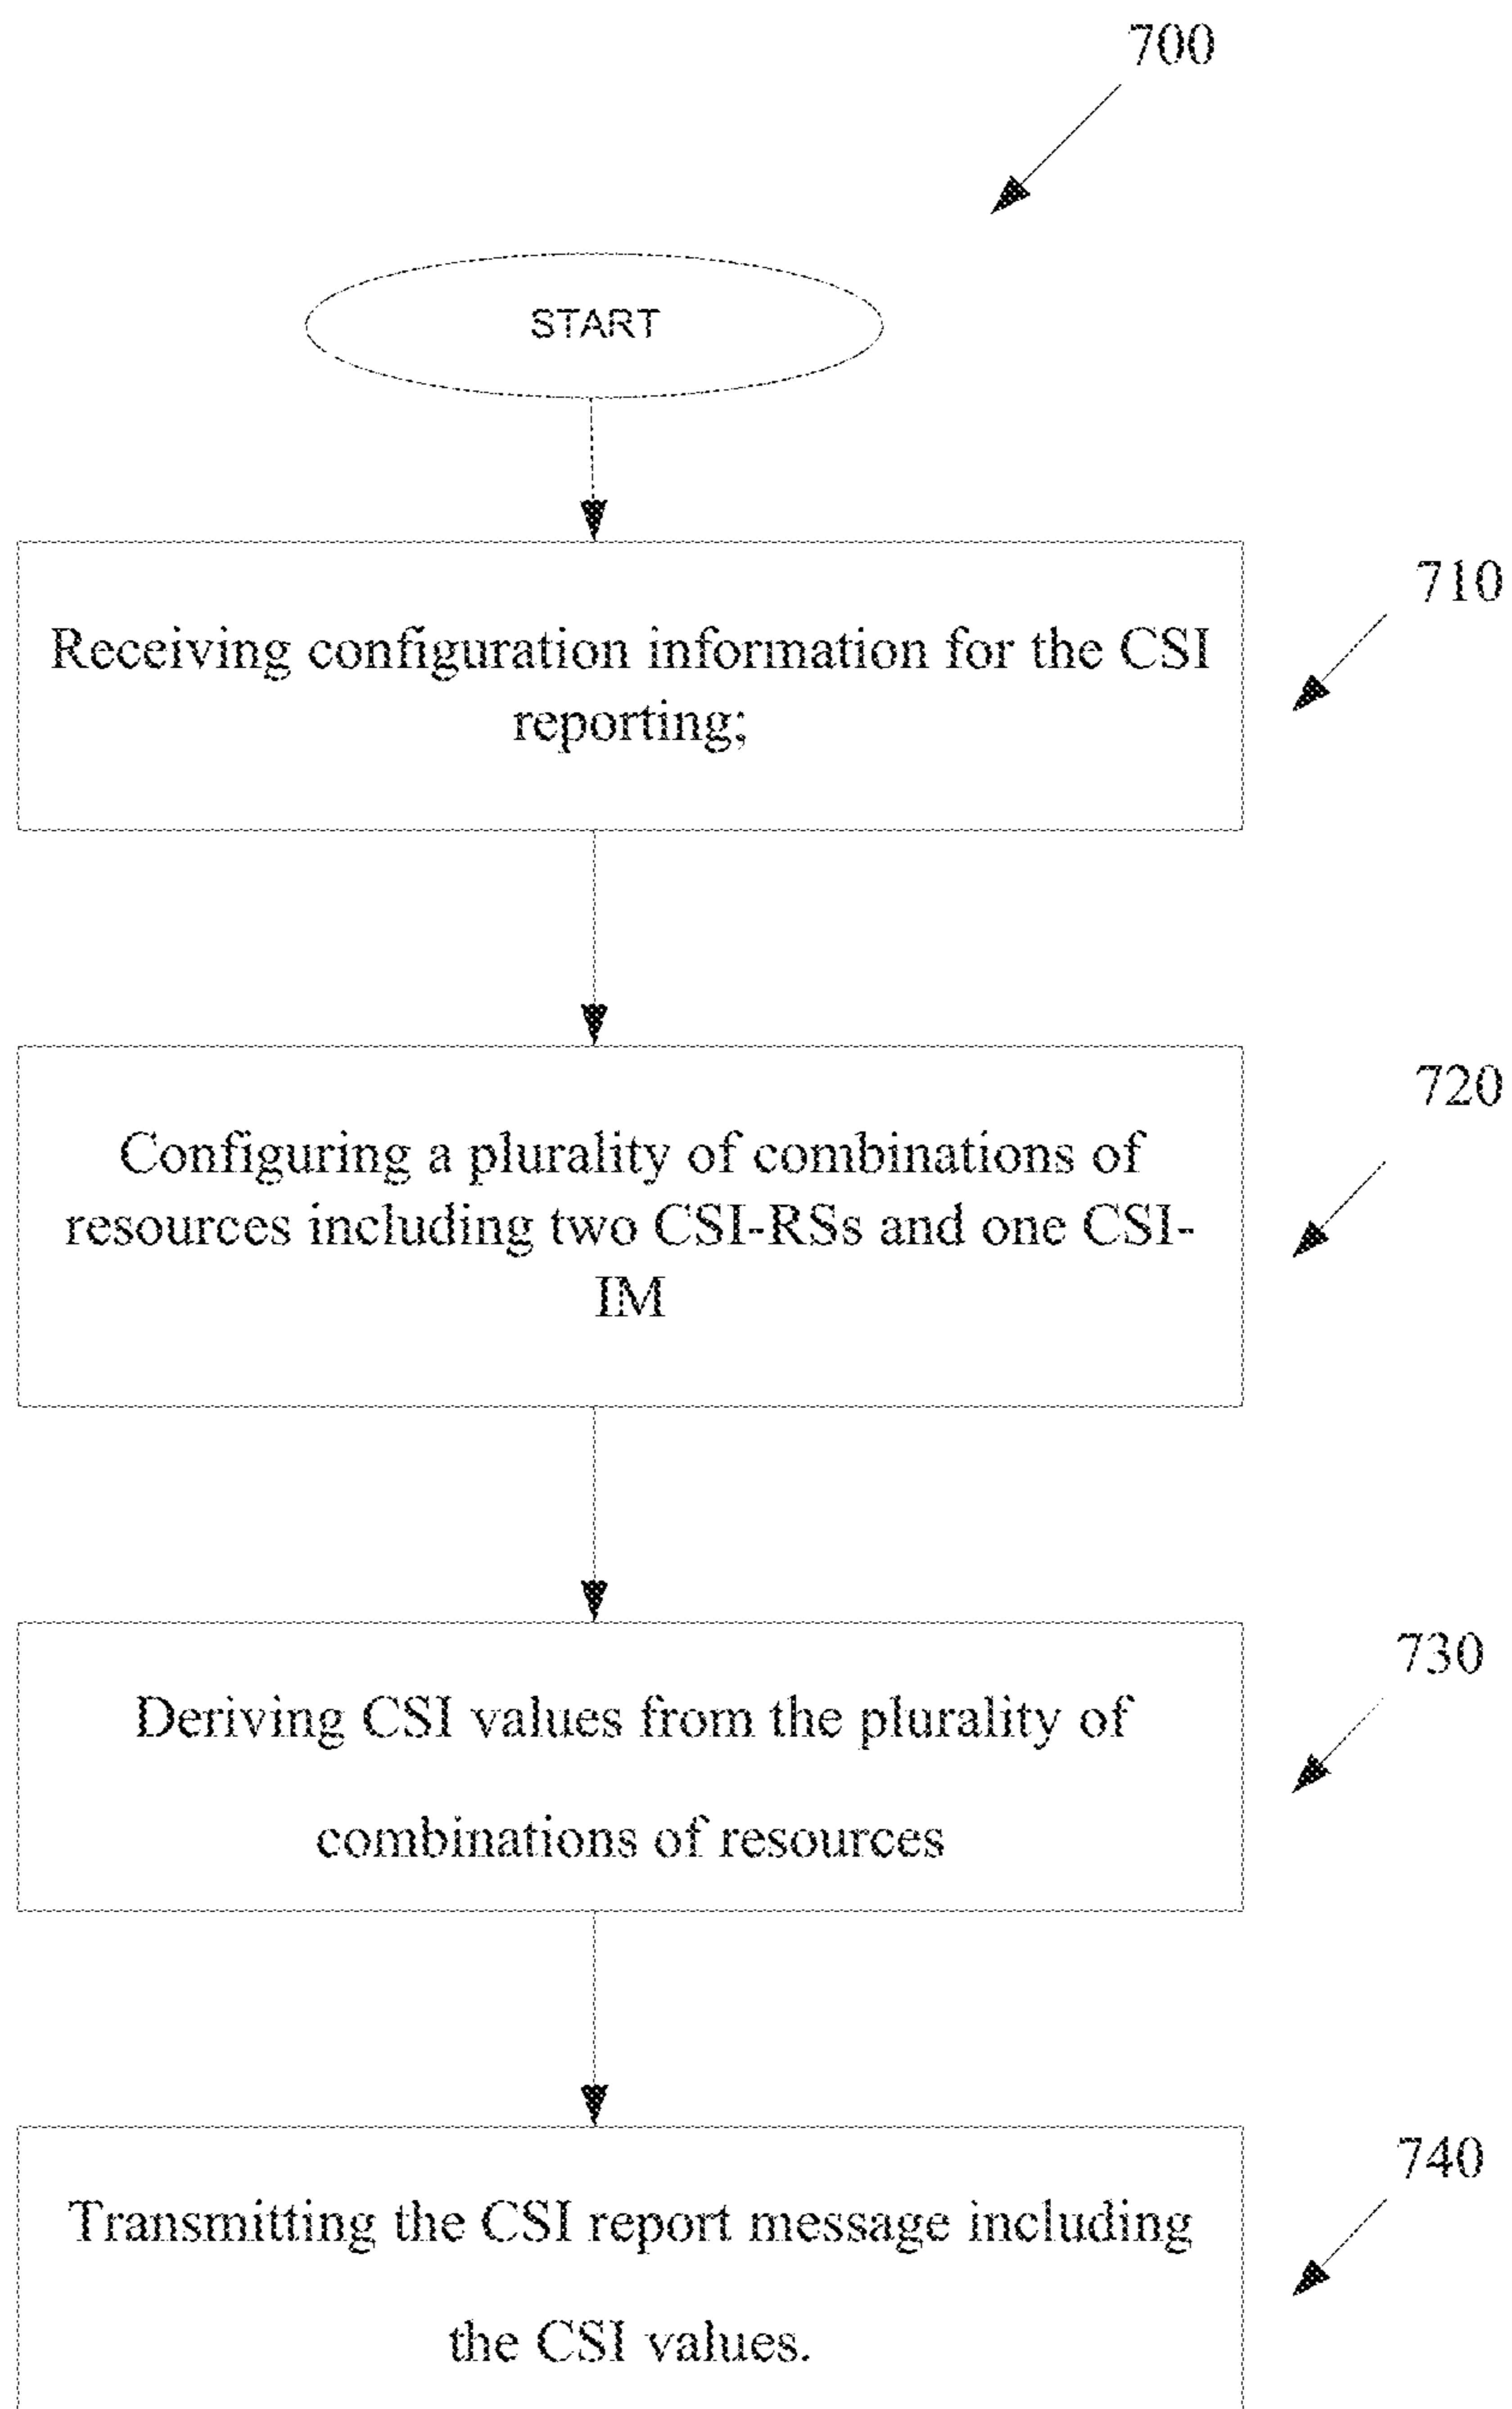 700
START
710
Receiving configuration information for the CSI
reporting;
720
Configuring a plurality of combinations of
resources including two CSI-RSs and one CSI-
IM
730
Deriving CSI values from the plurality of
combinations of resources
740
Transmitting the CSI report message including
the CSI values.